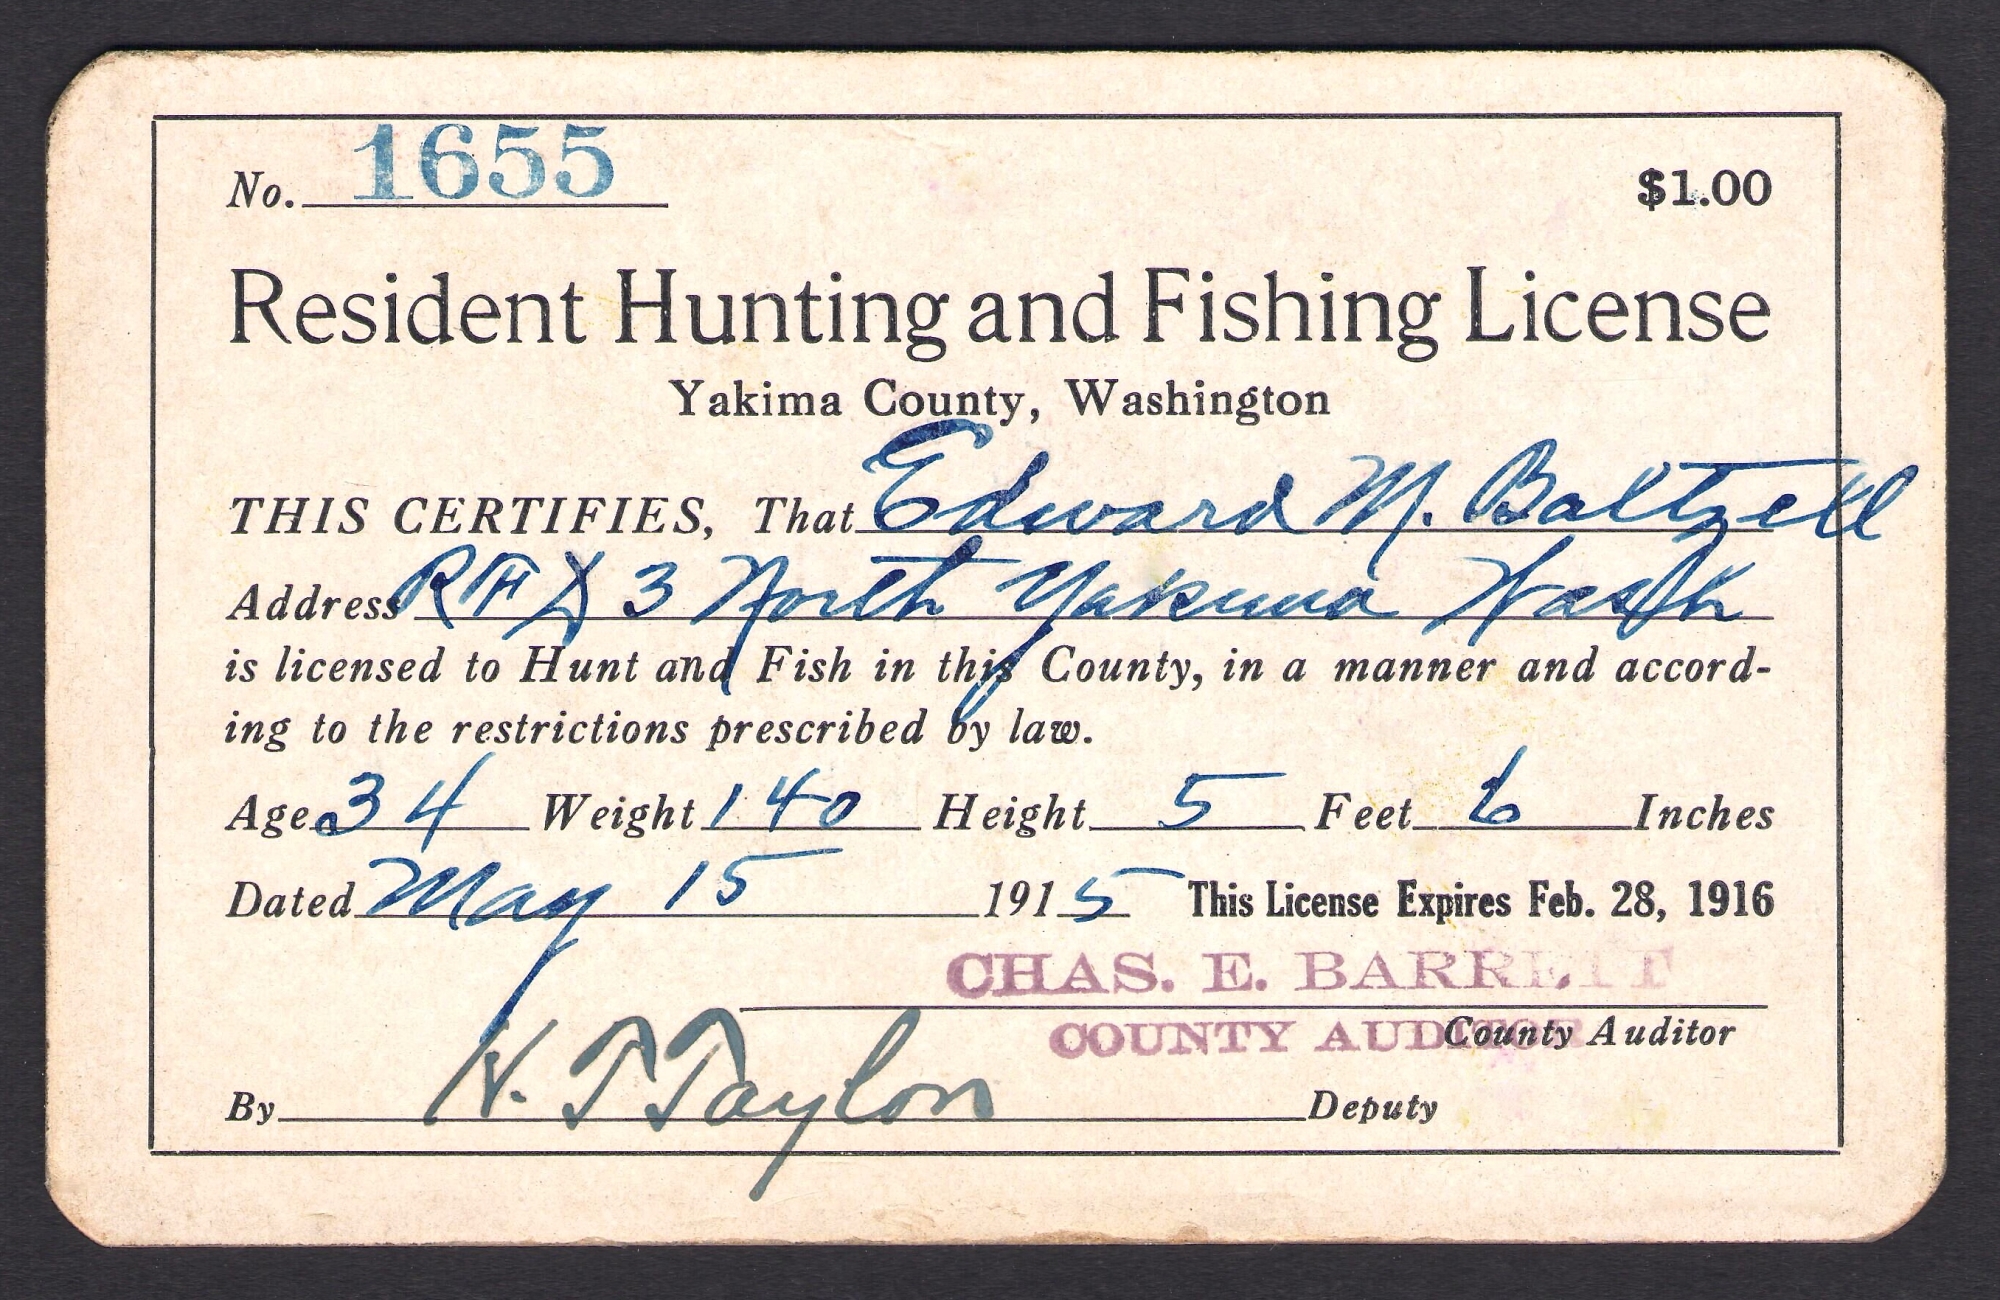 No. 1655 $1.00
Resident Hunting and Fishing License
Yakima County, Washington
THIS CERTIFIES, That Edward M. Baltzell
Address RFD 3 North Yakima Wash
is licensed to Hunt and Fish in this County, in a manner and accord-
ing to the restrictions prescribed by law.
Age 34 Weight 140 Height 5 Feet 6 Inches
Dated May 15 1915 This License Expires Feb. 28, 1916
CHAS. E. BARRETT
COUNTY AUDITOR County Auditor
By H. T Taylor Deputy